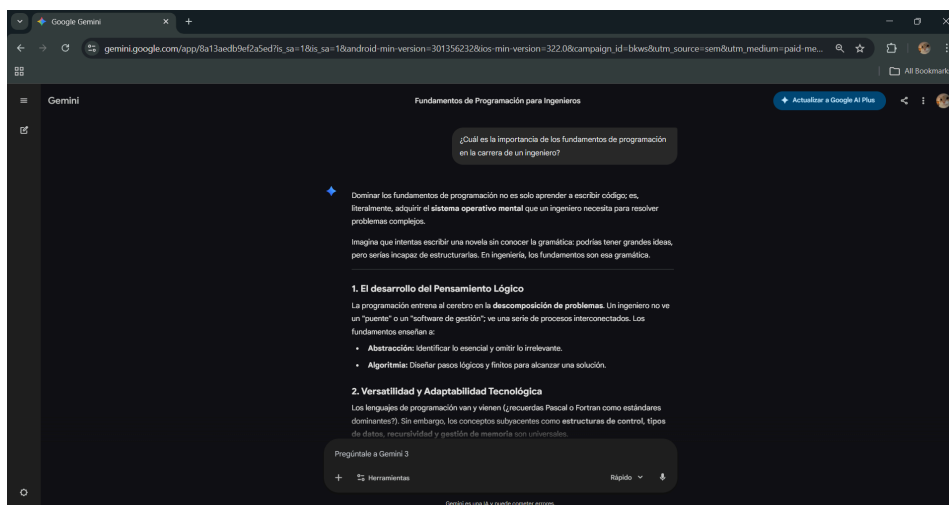 Google Gemini
gemini.google.com/app/8a13aedb9ef2a5ed?is_sa=1&is_sa=1&android-min-version=301356232&ios-min-version=322.0&campaign_id=bkws&utm_source=sem&utm_medium=paid-me...
All Bookmark
Gemini
Fundamentos de Programación para Ingenieros
Actualizar a Google AI Plus
¿Cuál es la importancia de los fundamentos de programación
en la carrera de un ingeniero?
Dominar los fundamentos de programación no es solo aprender a escribir código; es,
literalmente, adquirir el sistema operativo mental que un ingeniero necesita para resolver
problemas complejos.
Imagina que intentas escribir una novela sin conocer la gramática: podrías tener grandes ideas,
pero serías incapaz de estructurarlas. En ingeniería, los fundamentos son esa gramática.
1. El desarrollo del Pensamiento Lógico
La programación entrena al cerebro en la descomposición de problemas. Un ingeniero no ve
un "puente" o un "software de gestión"; ve una serie de procesos interconectados. Los
fundamentos enseñan a:
• Abstracción: Identificar lo esencial y omitir lo irrelevante.
• Algoritmia: Diseñar pasos lógicos y finitos para alcanzar una solución.
2. Versatilidad y Adaptabilidad Tecnológica
Los lenguajes de programación van y vienen (¿recuerdas Pascal o Fortran como estándares
dominantes?). Sin embargo, los conceptos subyacentes como estructuras de control, tipos
de datos, recursividad y gestión de memoria son universales.
Pregúntale a Gemini 3
Herramientas
Rápido
Gemini es una IA y puede cometer errores.